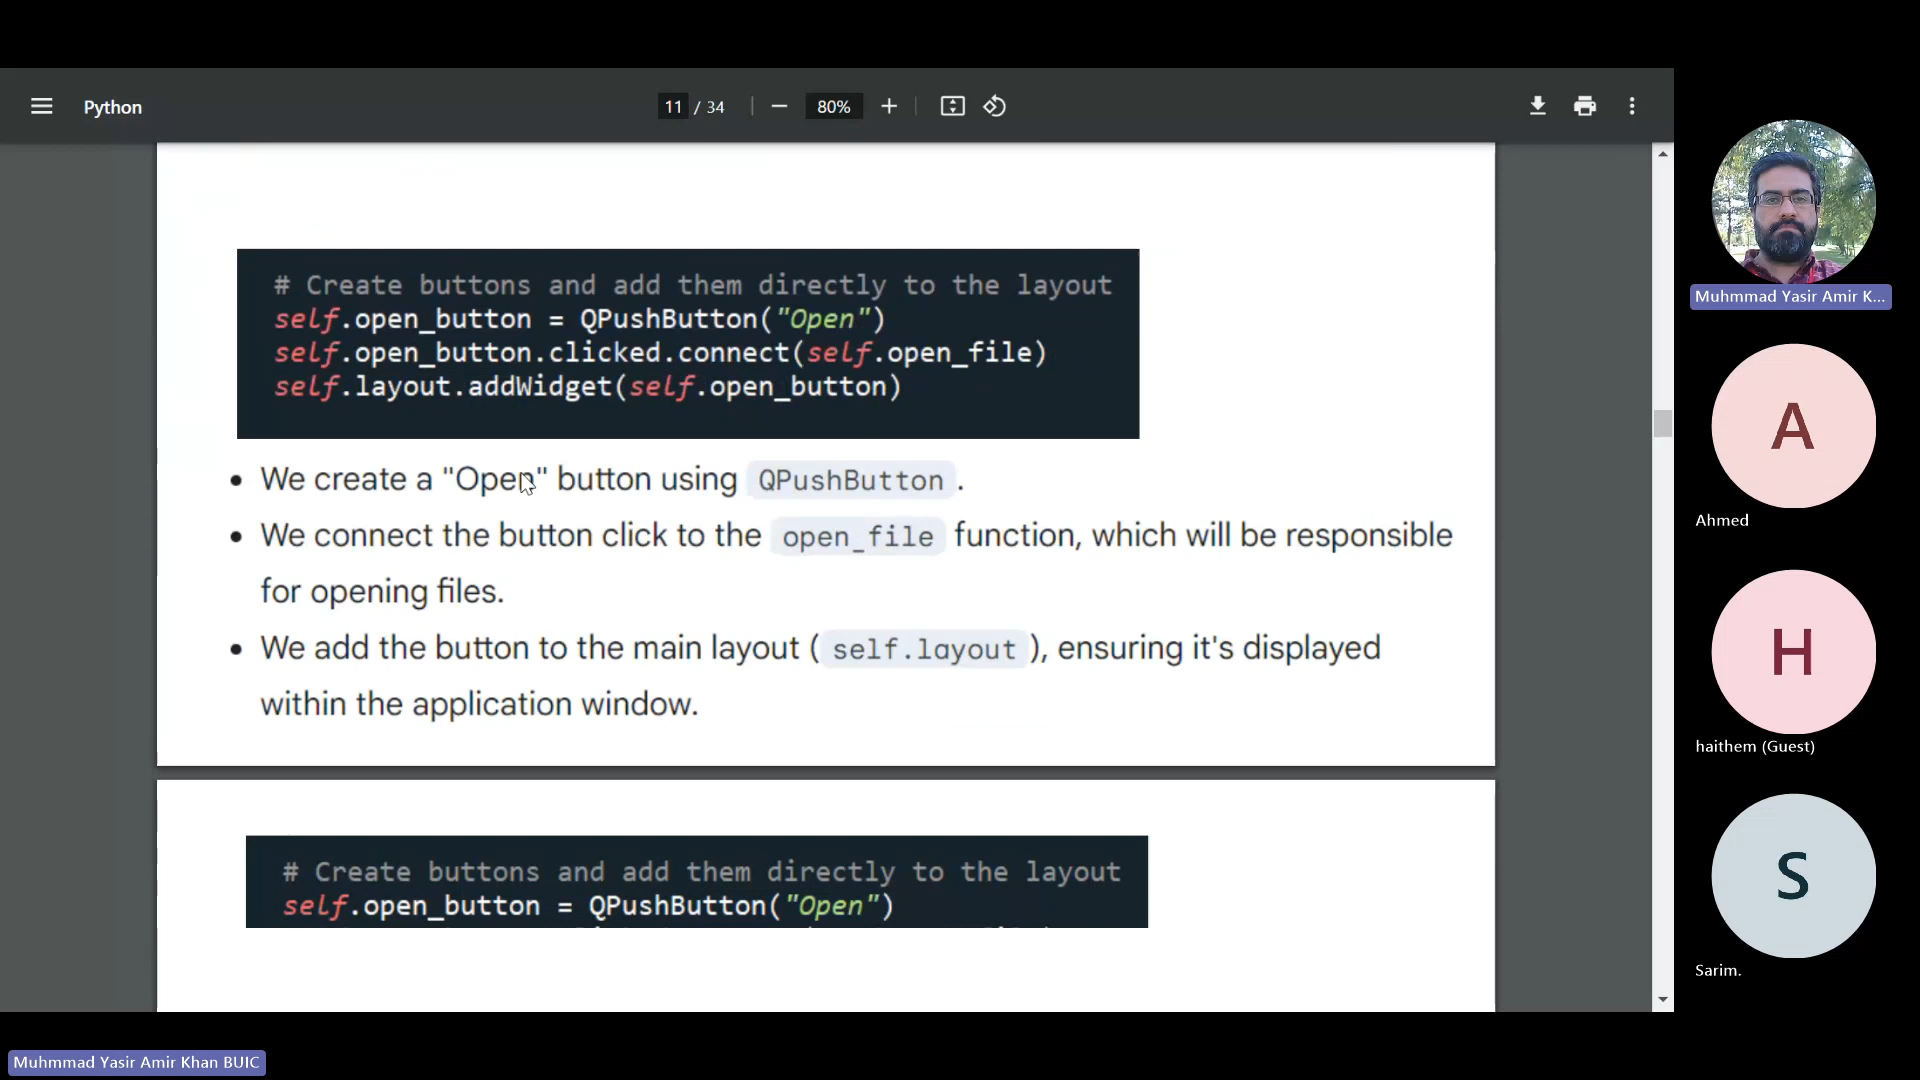 Python
11 / 34
80%
# Create buttons and add them directly to the layout
self.open_button = QPushButton("Open")
self.open_button.clicked.connect(self.open_file)
self.layout.addWidget(self.open_button)
• We create a "Open" button using QPushButton.
• We connect the button click to the open_file function, which will be responsible
for opening files.
• We add the button to the main layout (self.layout), ensuring it's displayed
within the application window.
# Create buttons and add them directly to the layout
self.open_button = QPushButton("Open")
Muhmmad Yasir Amir K...
A
Ahmed
H
haithem (Guest)
S
Sarim.
Muhmmad Yasir Amir Khan BUIC